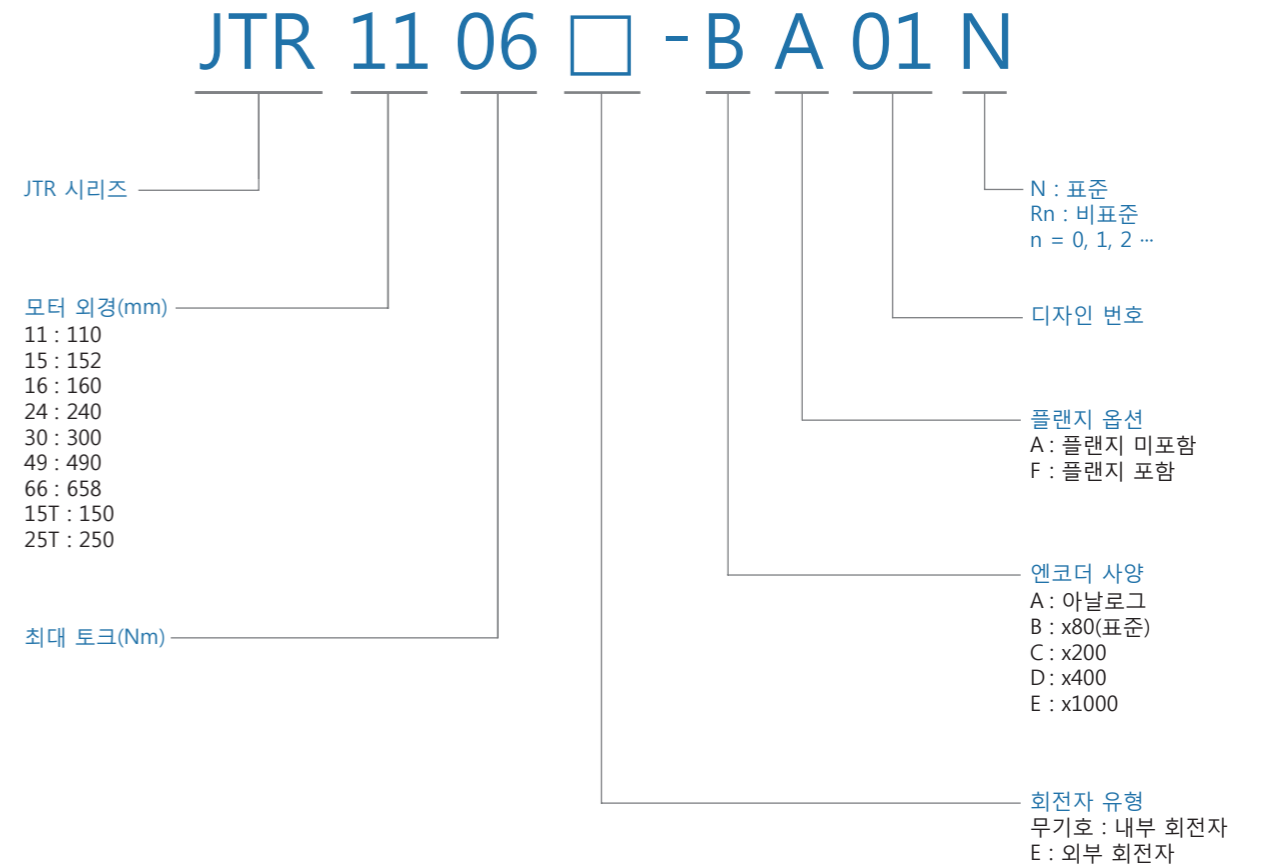 JTR 11 06 □ - B A 01 N
JTR 시리즈
모터 외경(mm)
11 : 110
15 : 152
16 : 160
24 : 240
30 : 300
49 : 490
66 : 658
15T : 150
25T : 250
최대 토크(Nm)
N : 표준
Rn : 비표준
n = 0, 1, 2 ···
디자인 번호
플랜지 옵션
A : 플랜지 미포함
F : 플랜지 포함
엔코더 사양
A : 아날로그
B : x80(표준)
C : x200
D : x400
E : x1000
회전자 유형
무기호 : 내부 회전자
E : 외부 회전자